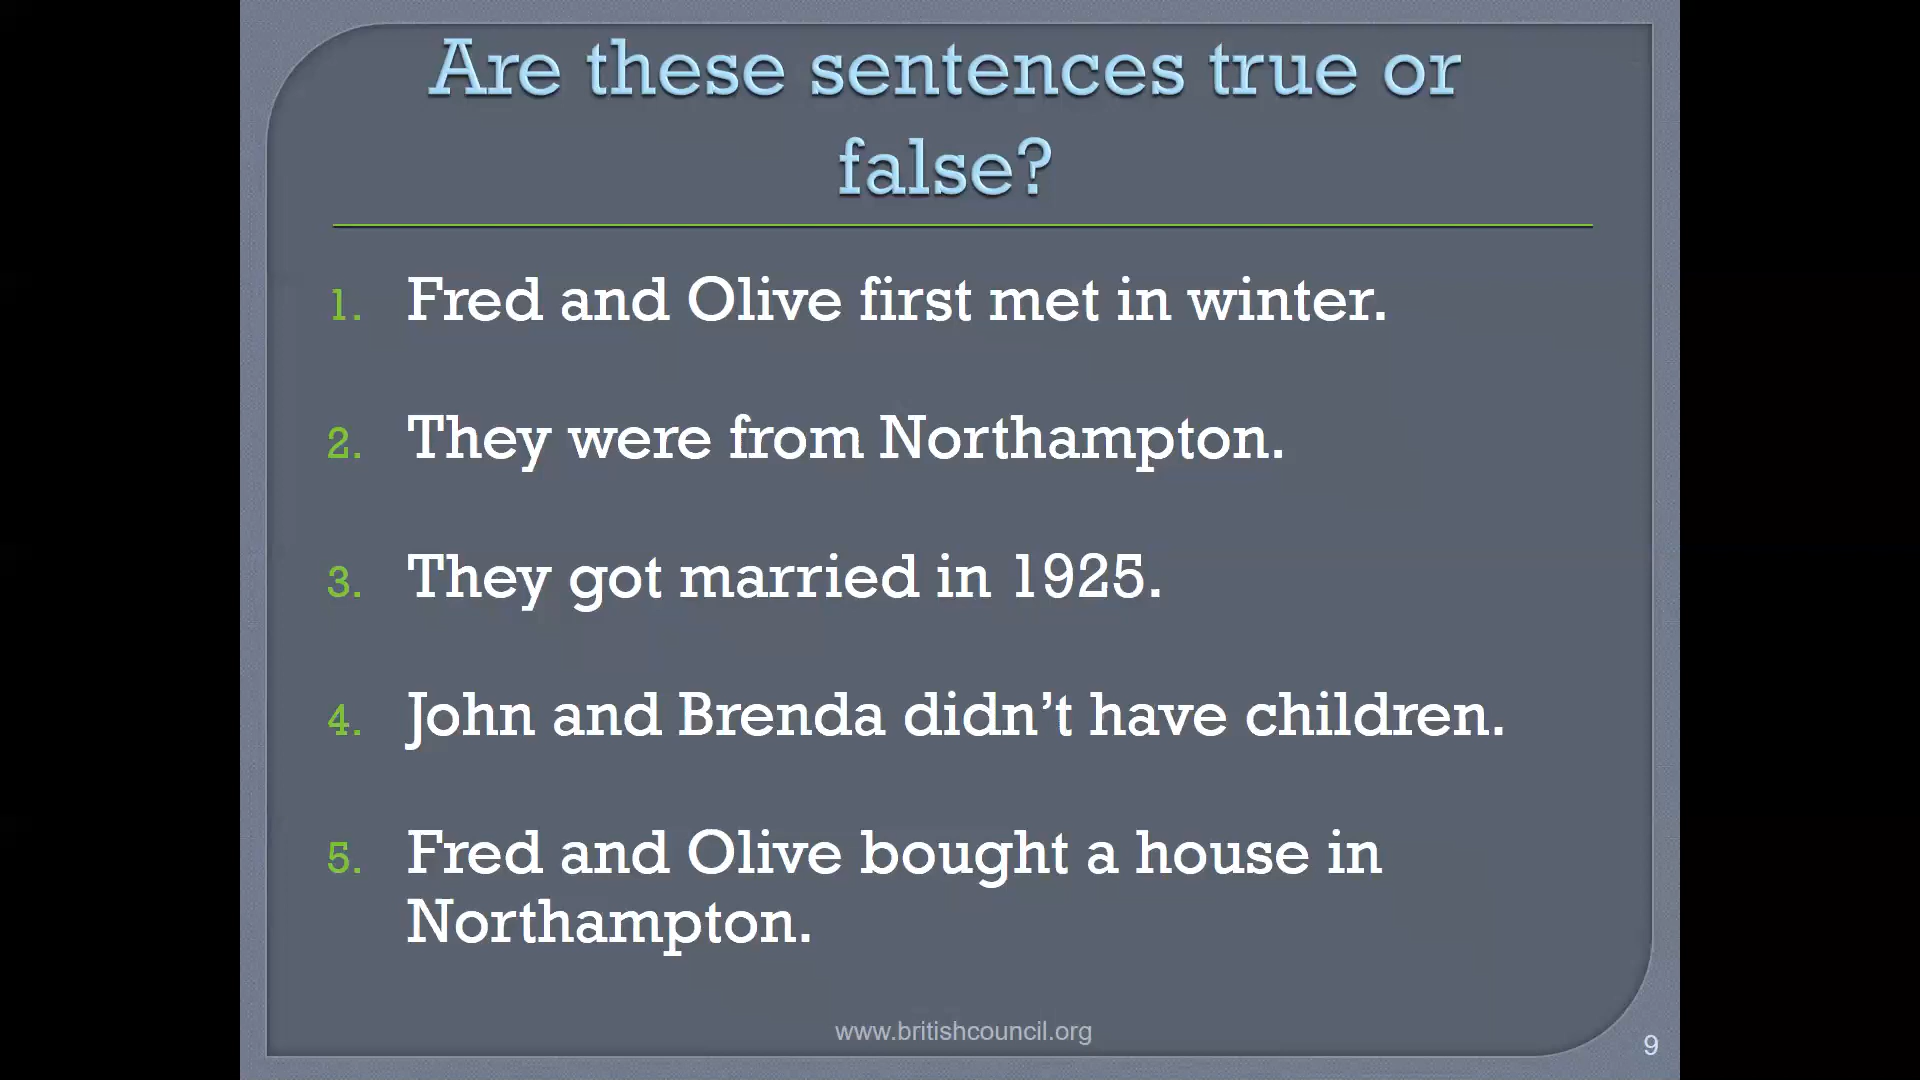 Are these sentences true or
false?
1. Fred and Olive first met in winter.
2. They were from Northampton.
3. They got married in 1925.
4. John and Brenda didn’t have children.
5. Fred and Olive bought a house in
Northampton.
www.britishcouncil.org
9